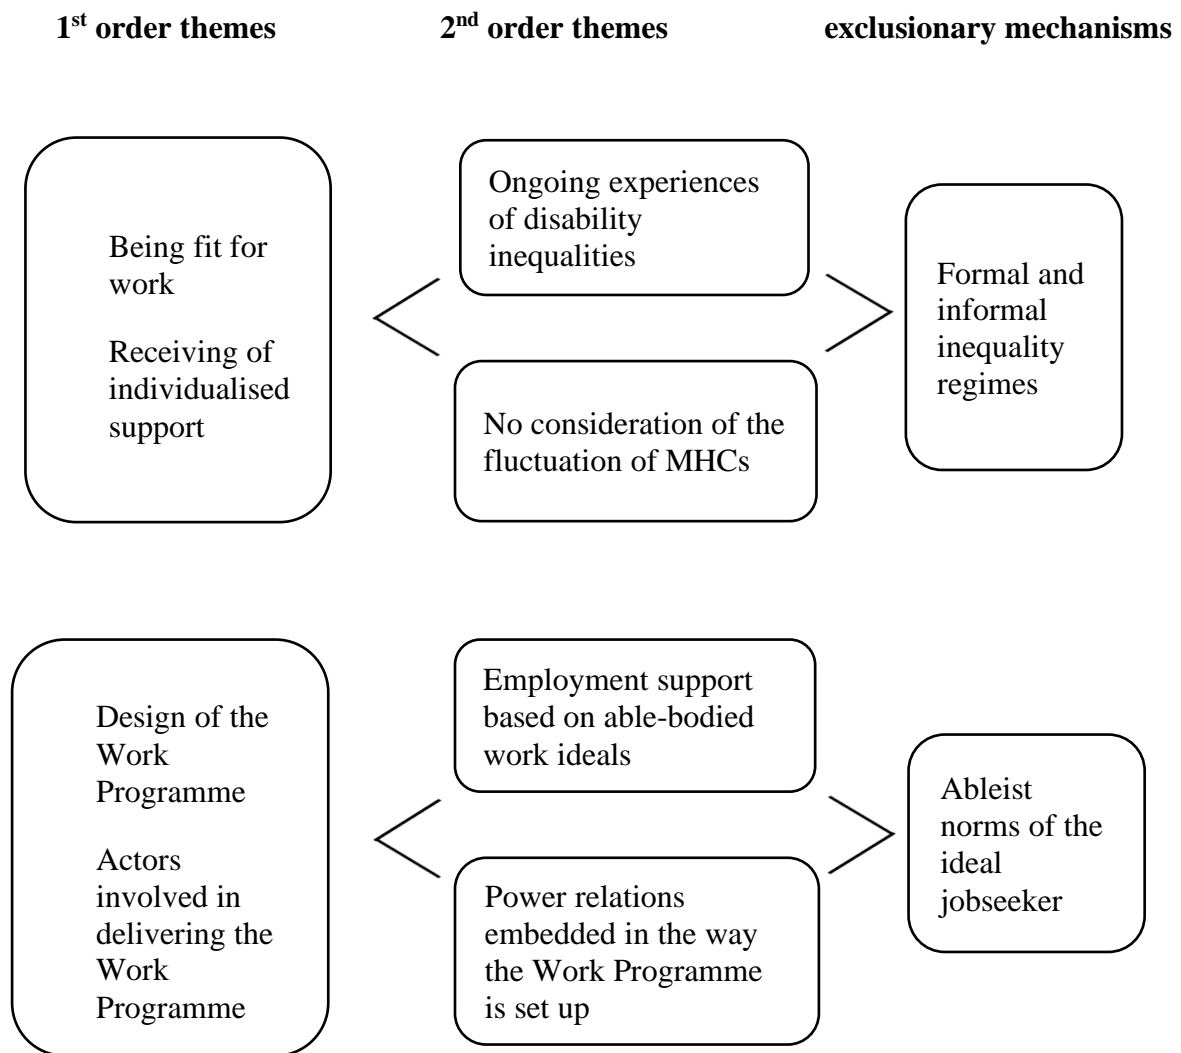 1st order themes
2nd order themes
exclusionary mechanisms
Being fit for
work
Receiving of
individualised
support
Ongoing experiences
of disability
inequalities
No consideration of the
fluctuation of MHCs
Formal and
informal
inequality
regimes
Design of the
Work
Programme
Actors
involved in
delivering the
Work
Programme
Employment support
based on able-bodied
work ideals
Power relations
embedded in the way
the Work Programme
is set up
Ableist
norms of the
ideal
jobseeker